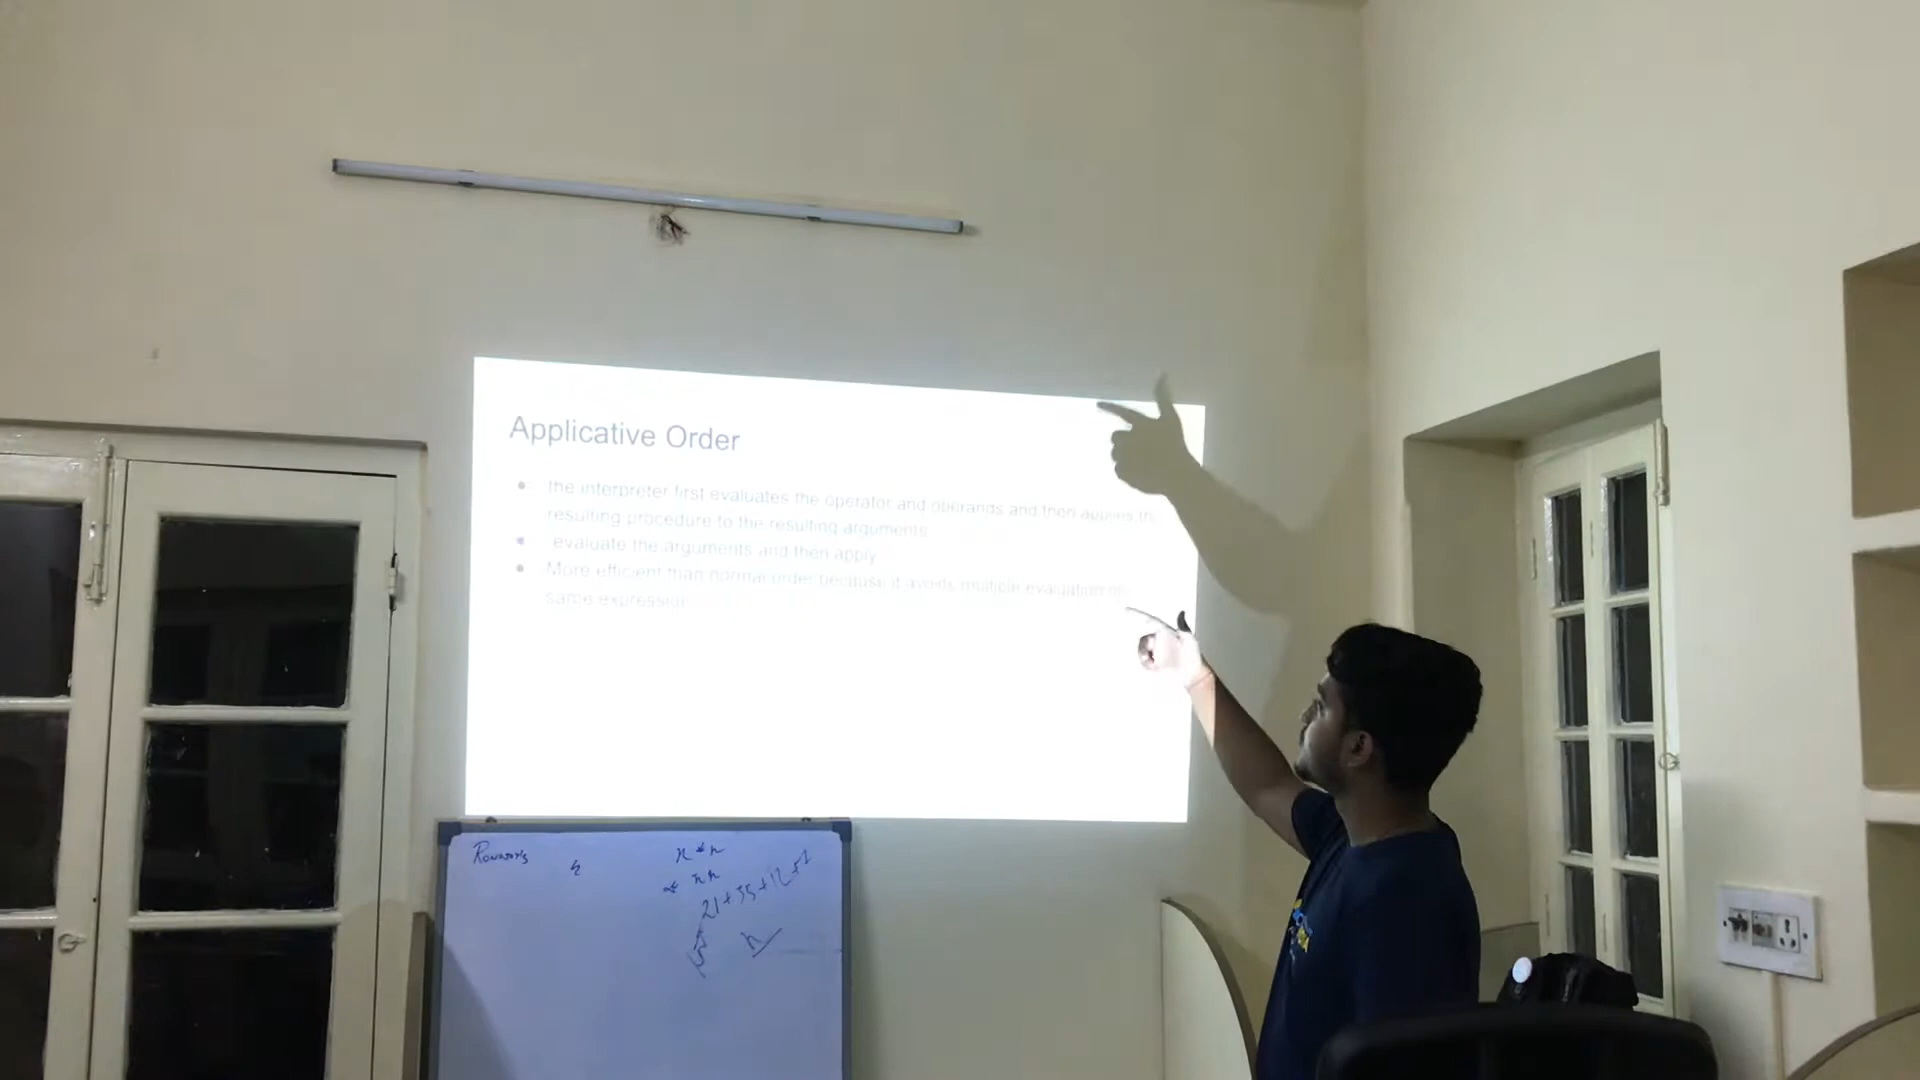 Applicative Order
the interpreter first evaluates the operator and operands and then applies
resulting procedure to the resulting arguments
evaluate the arguments and then apply
More efficient than normal order because it avoids multiple evaluation of
same expression
n * n
21 + 35 + 12 +